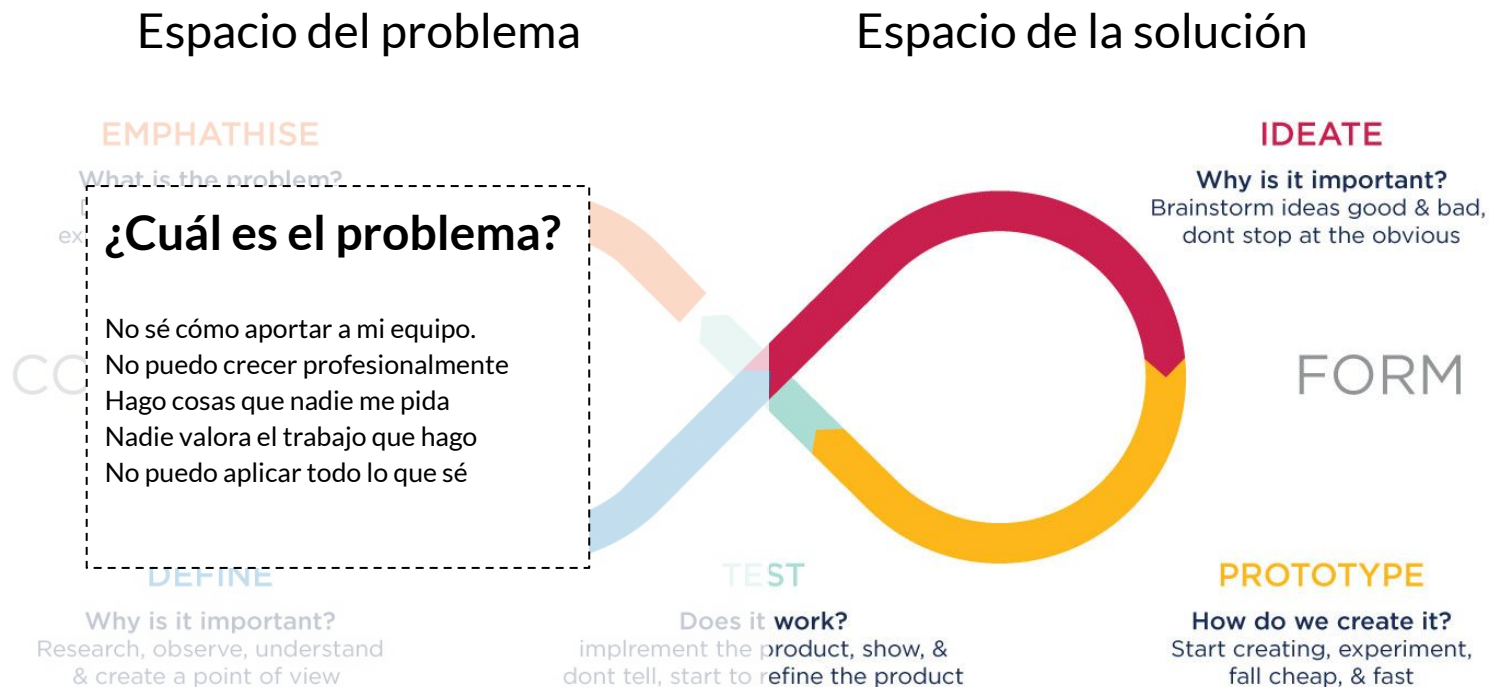 Espacio del problema
Espacio de la solución
EMPHATHISE
What is the problem?
ex
¿Cuál es el problema?
No sé cómo aportar a mi equipo.
No puedo crecer profesionalmente
Hago cosas que nadie me pida
Nadie valora el trabajo que hago
No puedo aplicar todo lo que sé
CO
IDEATE
Why is it important?
Brainstorm ideas good & bad,
dont stop at the obvious
FORM
DEFINE
Why is it important?
Research, observe, understand
& create a point of view
TEST
Does it work?
implrement the product, show, &
dont tell, start to refine the product
PROTOTYPE
How do we create it?
Start creating, experiment,
fall cheap, & fast